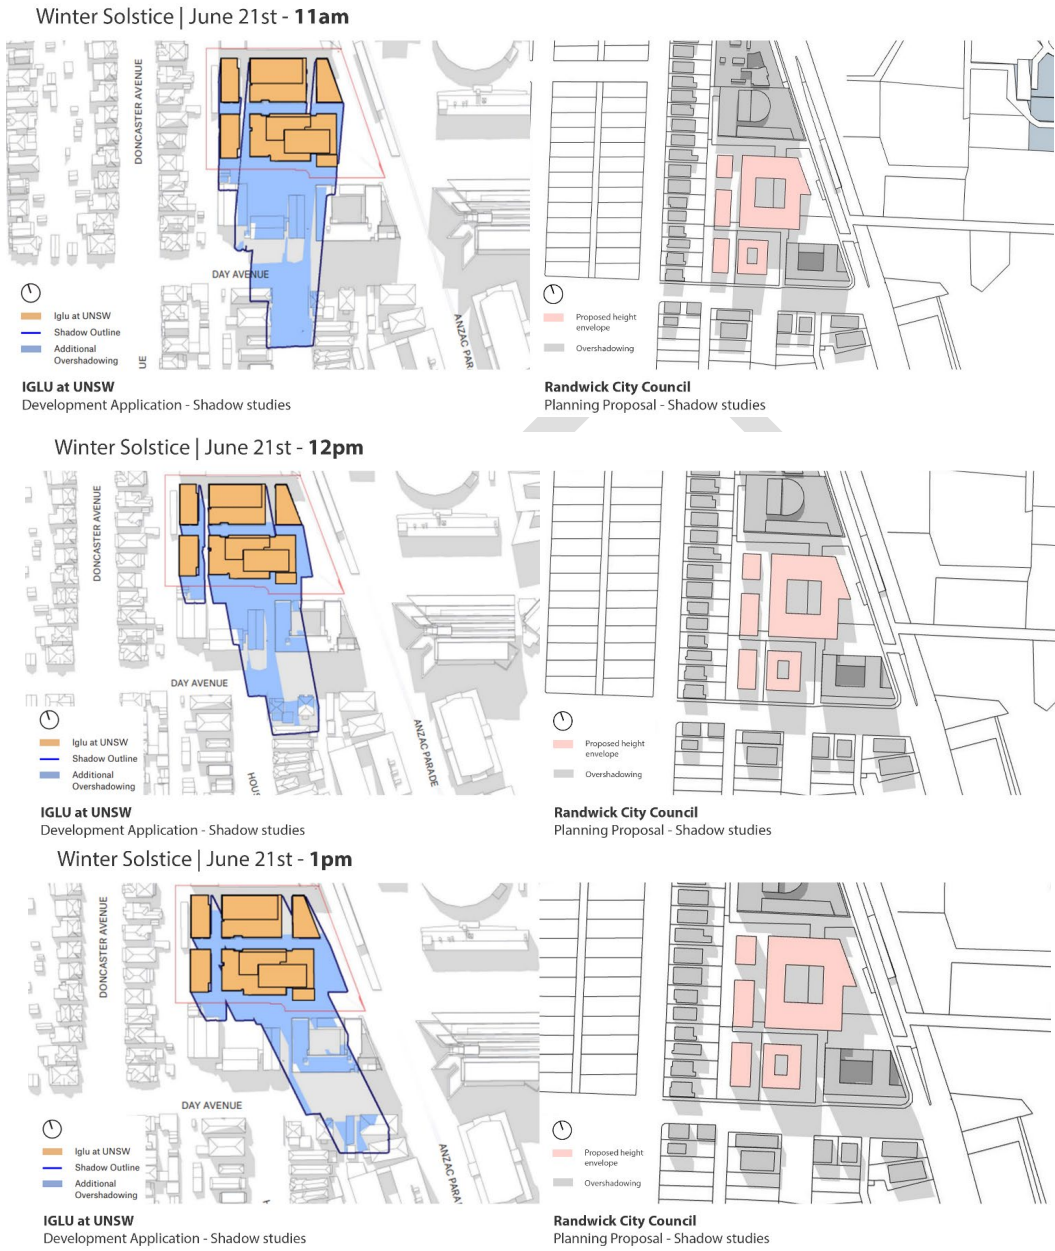 Winter Solstice | June 21st - 11am
DONCASTER AVENUE
DAY AVENUE
ANZAC PAR
UE
Iglu at UNSW
Shadow Outline
Additional
Overshadowing
Proposed height
envelope
Overshadowing
IGLU at UNSW
Development Application - Shadow studies
Randwick City Council
Planning Proposal - Shadow studies
Winter Solstice | June 21st - 12pm
DONCASTER AVENUE
DAY AVENUE
ANZAC PARADE
HOUS
Iglu at UNSW
Shadow Outline
Additional
Overshadowing
Proposed height
envelope
Overshadowing
IGLU at UNSW
Development Application - Shadow studies
Randwick City Council
Planning Proposal - Shadow studies
Winter Solstice | June 21st - 1pm
DONCASTER AVENUE
DAY AVENUE
ANZAC PARA
Iglu at UNSW
Shadow Outline
Additional
Overshadowing
Proposed height
envelope
Overshadowing
IGLU at UNSW
Development Application - Shadow studies
Randwick City Council
Planning Proposal - Shadow studies